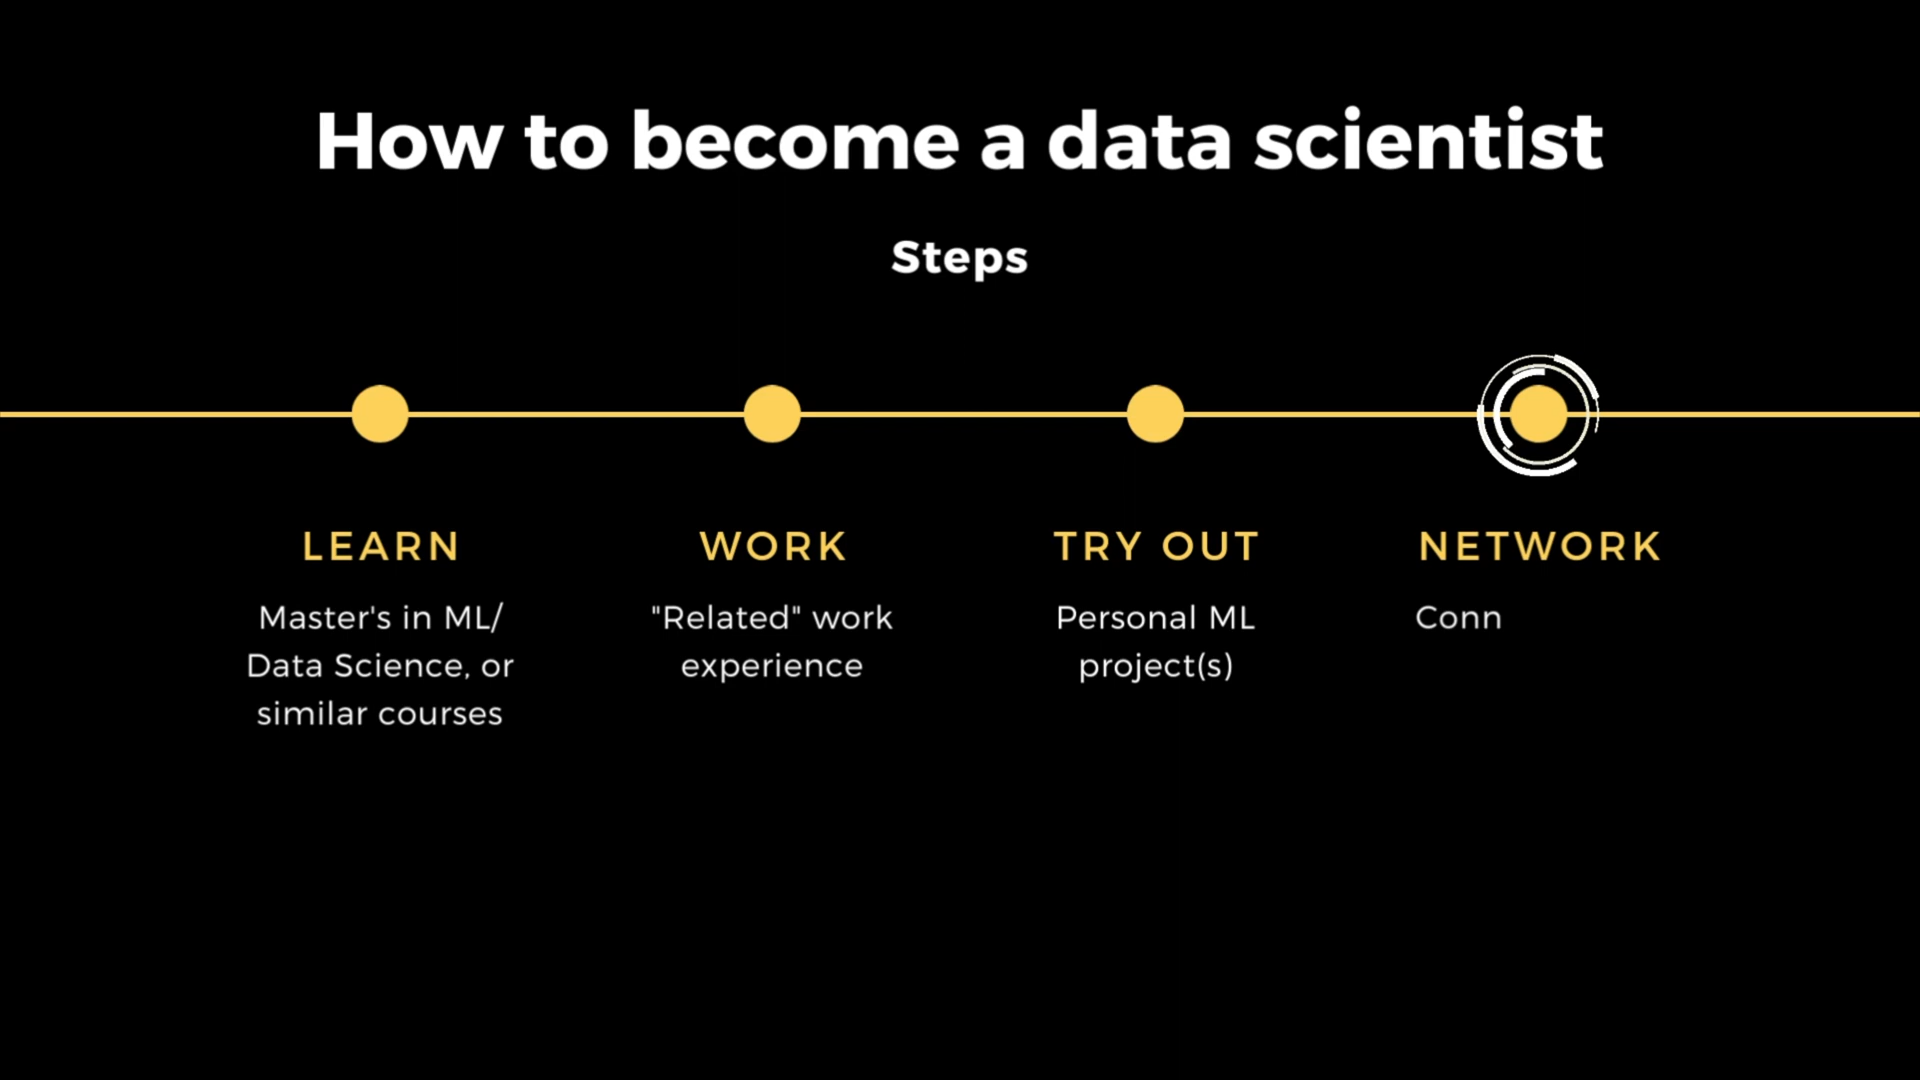 How to become a data scientist
Steps
LEARN
Master's in ML/
Data Science, or
similar courses
WORK
"Related" work
experience
TRY OUT
Personal ML
project(s)
NETWORK
Conn